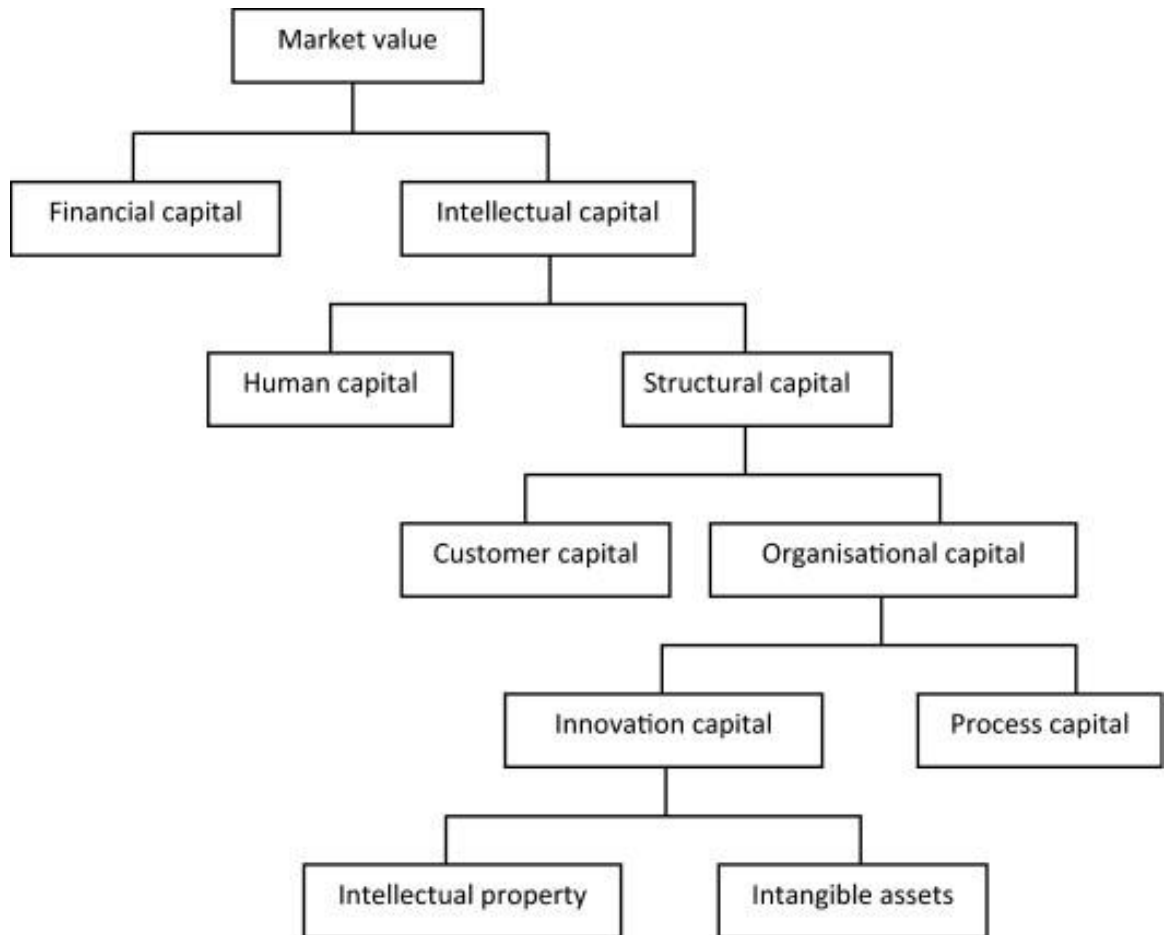 Market value
Financial capital
Intellectual capital
Human capital
Structural capital
Customer capital
Organisational capital
Innovation capital
Process capital
Intellectual property
Intangible assets